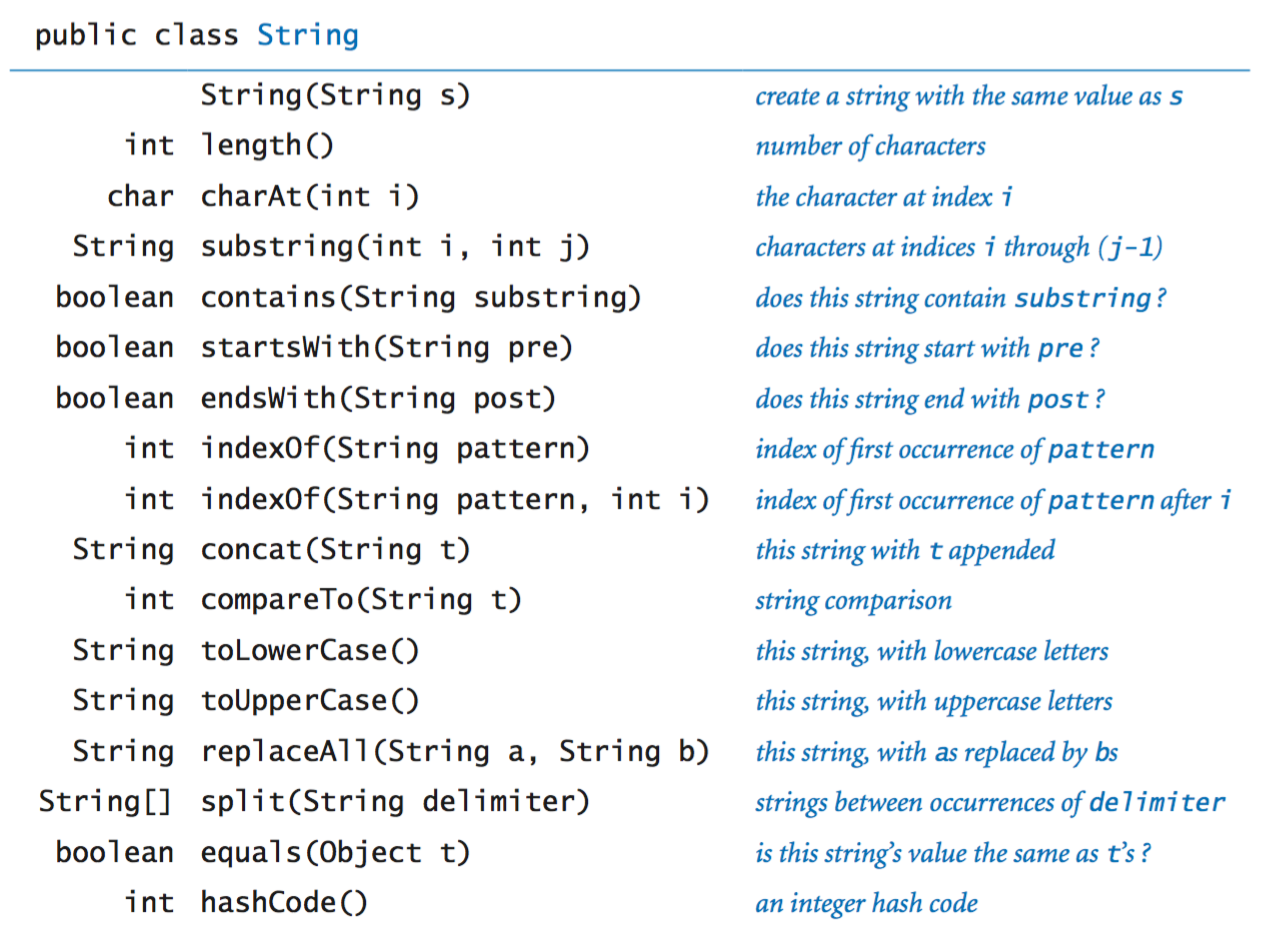 public class String
String(String s) create a string with the same value as s
int length() number of characters
char charAt(int i) the character at index i
String substring(int i, int j) characters at indices i through (j-1)
boolean contains(String substring) does this string contain substring?
boolean startsWith(String pre) does this string start with pre?
boolean endsWith(String post) does this string end with post?
int indexOf(String pattern) index of first occurrence of pattern
int indexOf(String pattern, int i) index of first occurrence of pattern after i
String concat(String t) this string with t appended
int compareTo(String t) string comparison
String toLowerCase() this string, with lowercase letters
String toUpperCase() this string, with uppercase letters
String replaceAll(String a, String b) this string, with as replaced by bs
String[] split(String delimiter) strings between occurrences of delimiter
boolean equals(Object t) is this string’s value the same as t’s?
int hashCode() an integer hash code